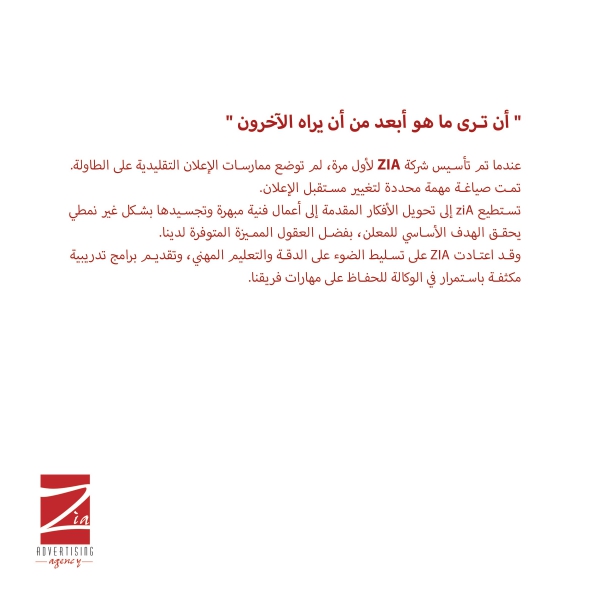 " أن ترى ما هو أبعد من أن يراه الآخرون "
عندما تم تأسيس شركة ZIA لأول مرة، لم توضع ممارسات الإعلان التقليدية على الطاولة.
تمت صياغة مهمة محددة لتغيير مستقبل الإعلان.
تستطيع ziA إلى تحويل الأفكار المقدمة إلى أعمال فنية مبهرة وتجسيدها بشكل غير نمطي
يحقق الهدف الأساسي للمعلن، بفضل العقول المميزة المتوفرة لدينا.
وقد اعتادت ZIA على تسليط الضوء على الدقة والتعليم المهني، وتقديم برامج تدريبية
مكثفة باستمرار في الوكالة للحفاظ على مهارات فريقنا.
Zia
ADVERTISING
agency